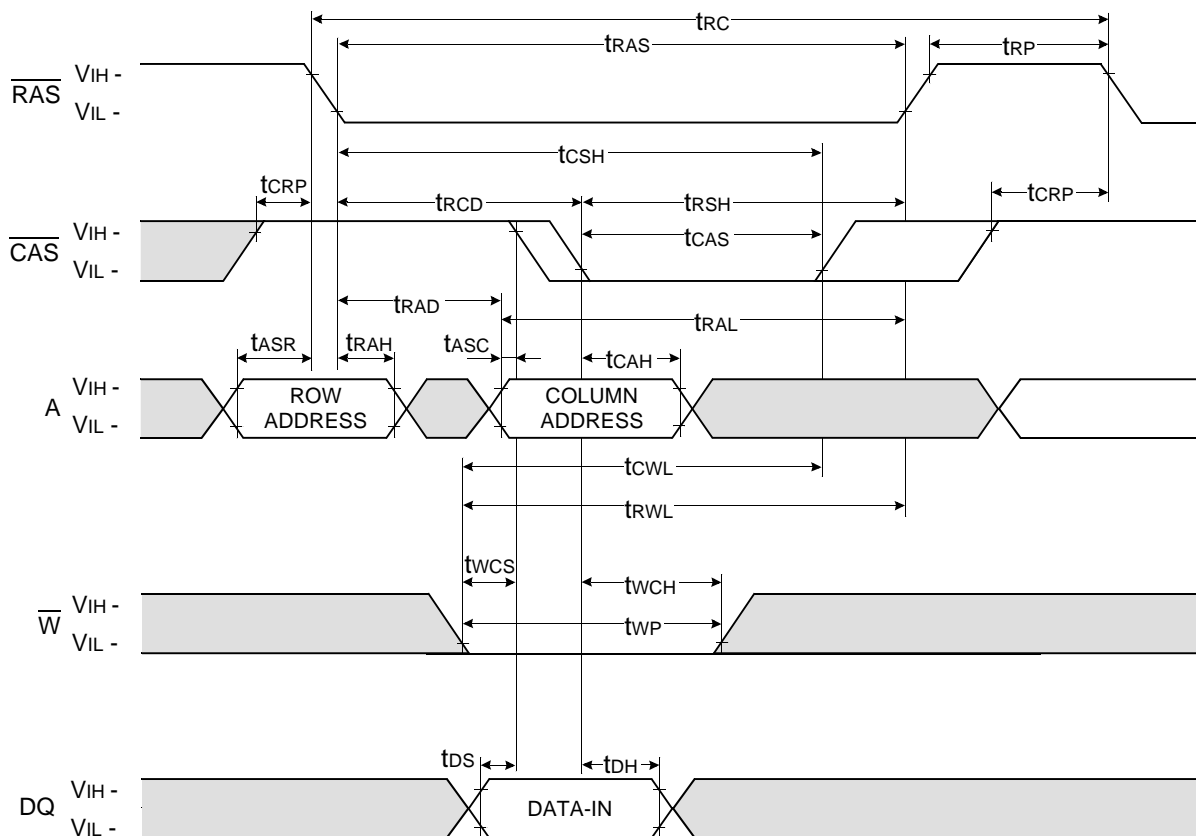 tRC
tRAS
tRP
RAS
VIH -
VIL -
tCSH
tCRP
tRCD
tRSH
tCRP
CAS
VIH -
VIL -
tCAS
tRAD
tRAL
tASR
tRAH
tASC
tCAH
A
VIH -
VIL -
ROW
ADDRESS
COLUMN
ADDRESS
tCWL
tRWL
tWCS
tWCH
W
VIH -
VIL -
tWP
tDS
tDH
DQ
VIH -
VIL -
DATA-IN